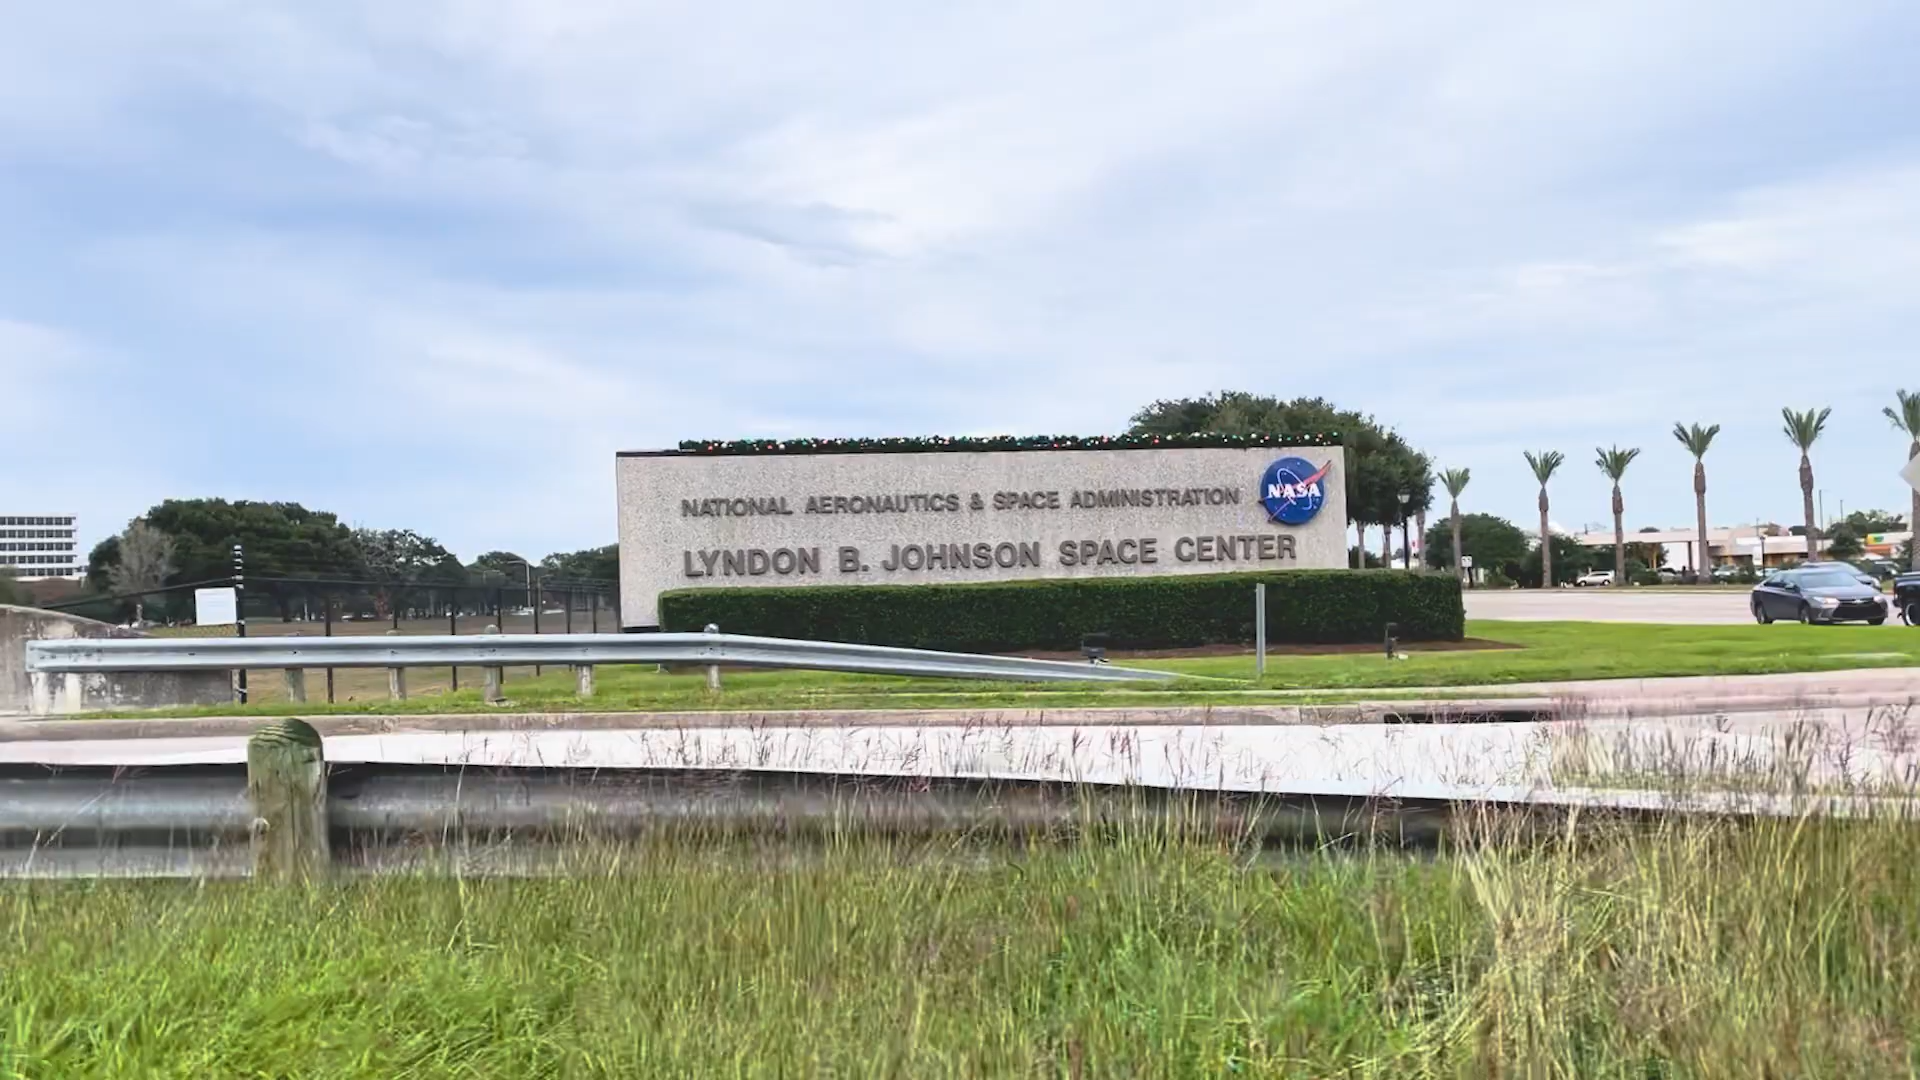 NATIONAL AERONAUTICS & SPACE ADMINISTRATION
NASA
LYNDON B. JOHNSON SPACE CENTER